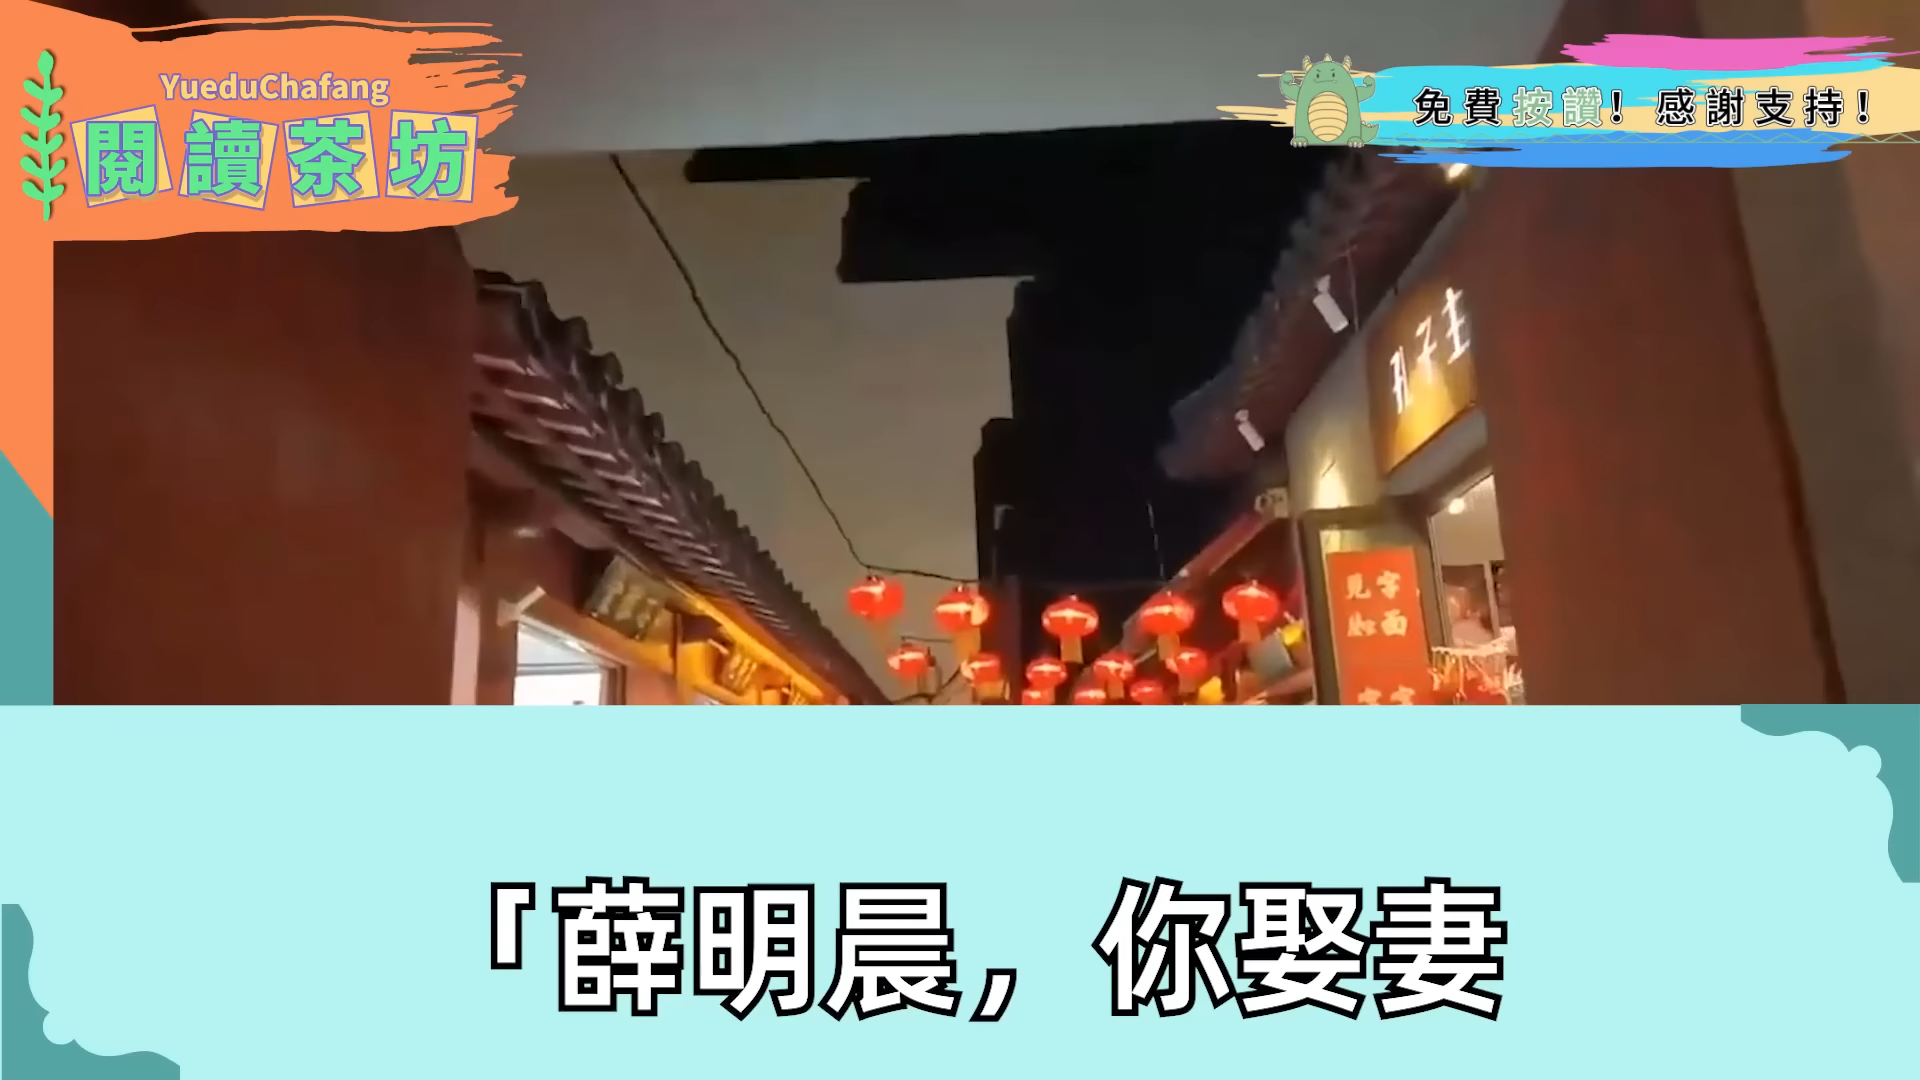 YueduChafang
閱讀茶坊
免費按讚！感謝支持！
孔子主
見字
如面
「薛明晨，你娶妻